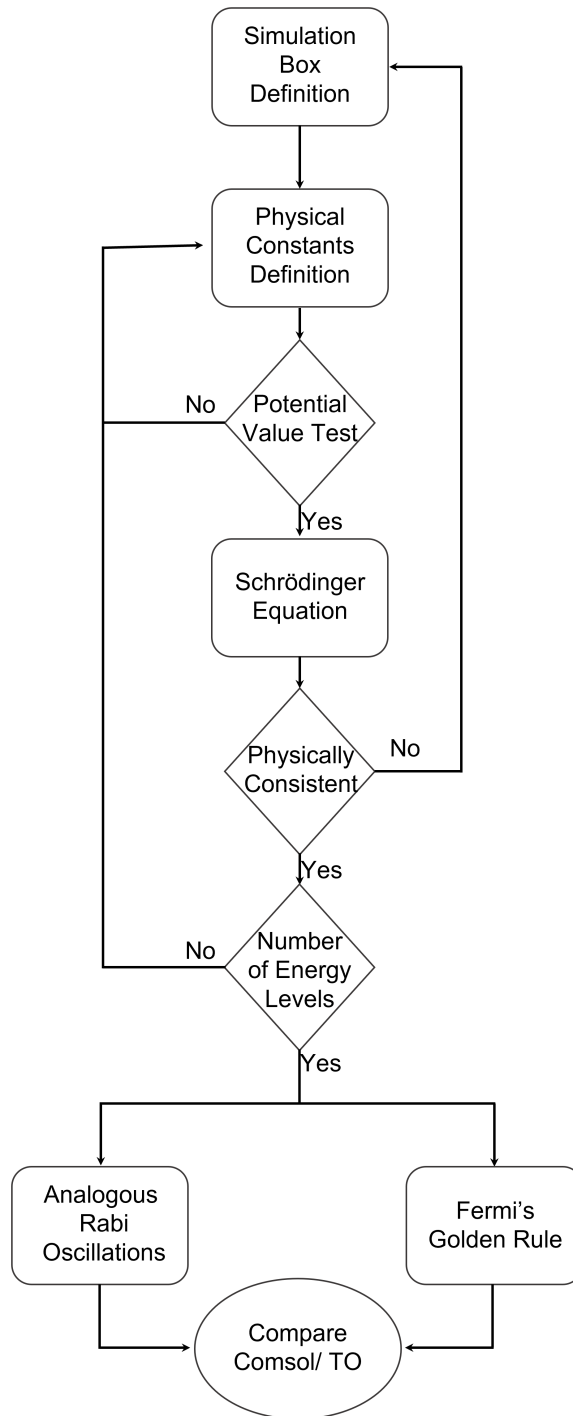 Simulation
Box
Definition
Physical
Constants
Definition
No
Potential
Value Test
Yes
Schrödinger
Equation
Physically
Consistent
No
Yes
No
Number
of Energy
Levels
Yes
Analogous
Rabi
Oscillations
Fermi's
Golden Rule
Compare
Comsol/ TO